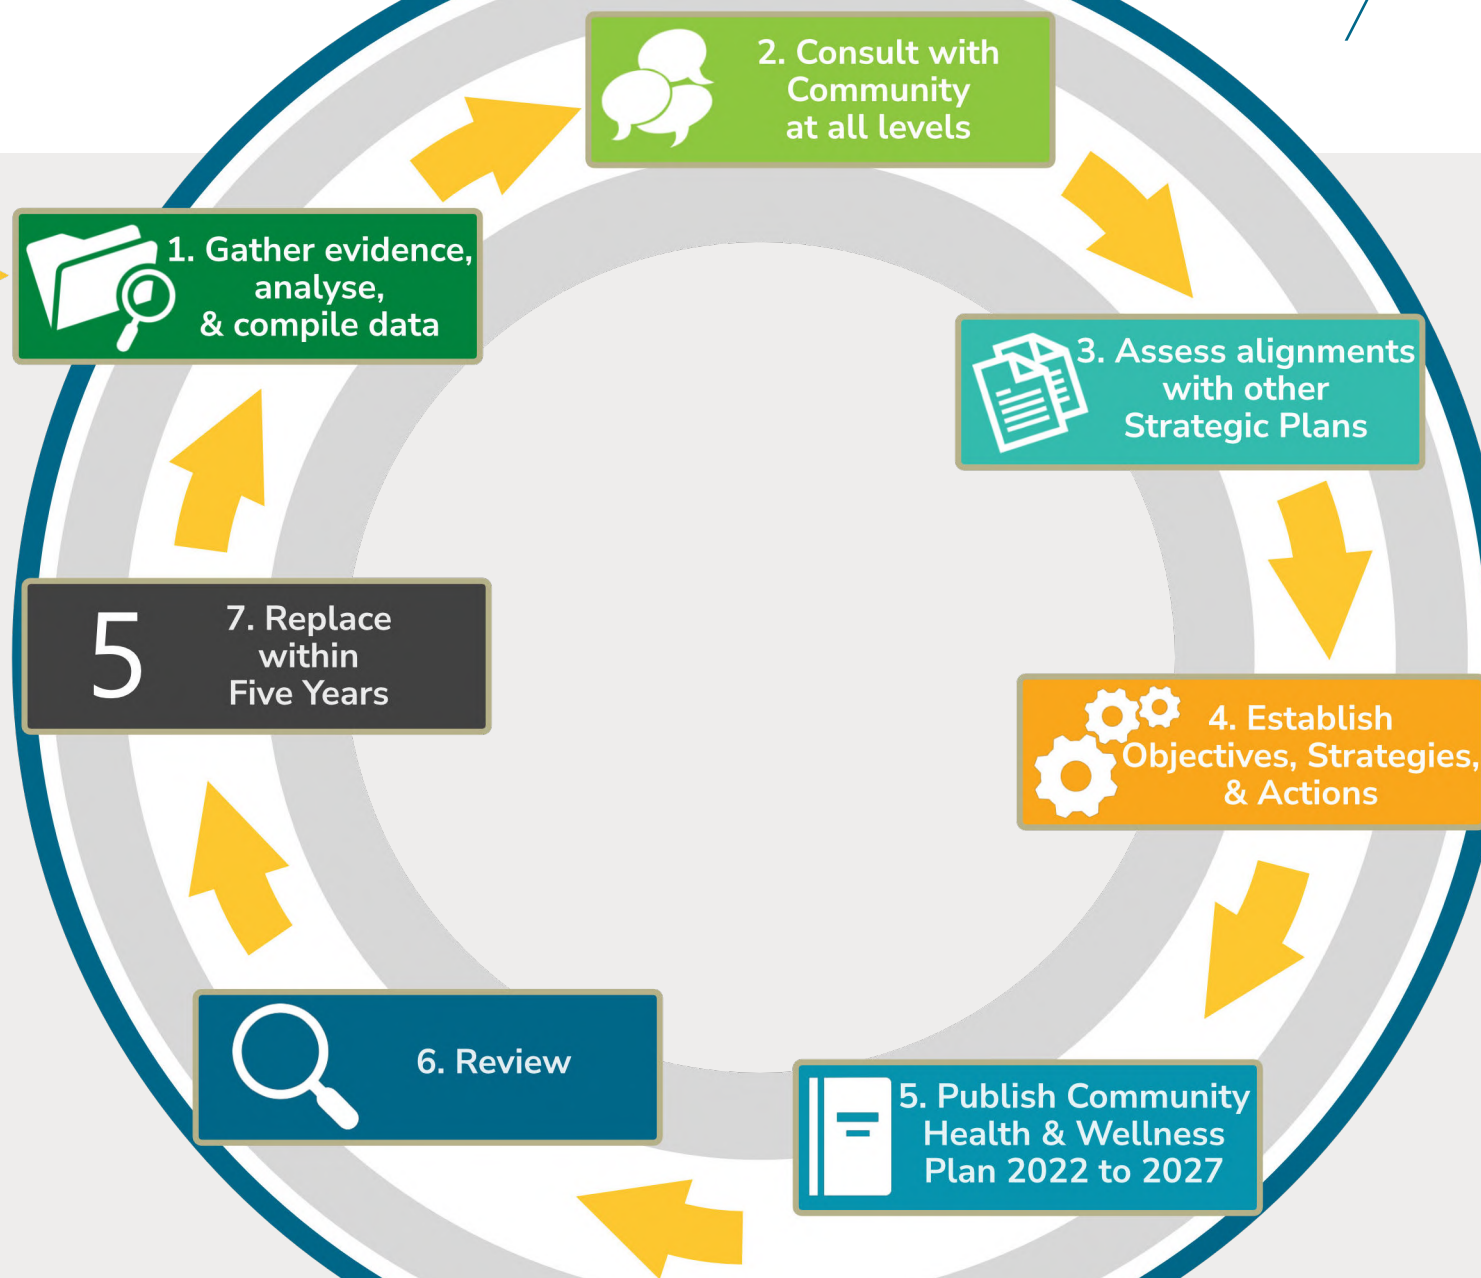 1. Gather evidence,
analyse,
& compile data
2. Consult with
Community
at all levels
3. Assess alignments
with other
Strategic Plans
4. Establish
Objectives, Strategies,
& Actions
5. Publish Community
Health & Wellness
Plan 2022 to 2027
6. Review
5
7. Replace
within
Five Years